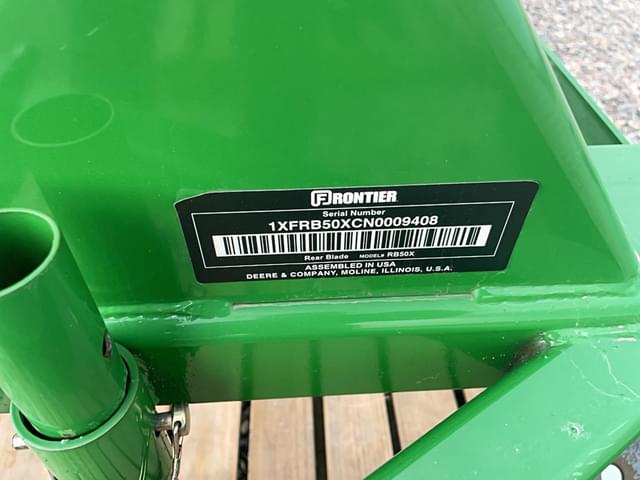 FRONTIER
Serial Number
1XFRB50XCN0009408
Rear Blade MODEL# RB50X
ASSEMBLED IN USA
DEERE & COMPANY, MOLINE, ILLINOIS, U.S.A.